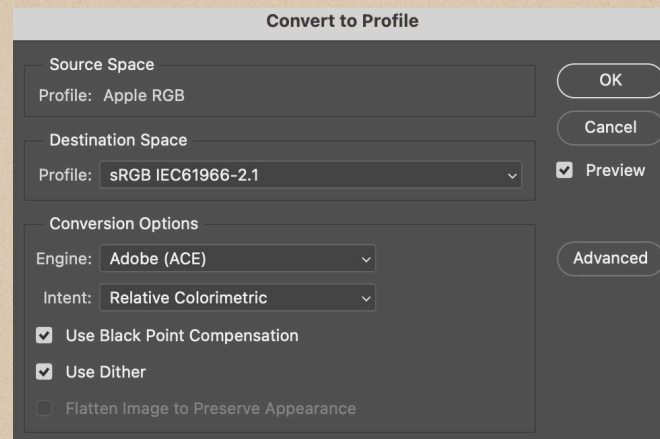 Convert to Profile
Source Space
Profile: Apple RGB
OK
Cancel
Destination Space
Profile: sRGB IEC61966-2.1
Preview
Conversion Options
Engine: Adobe (ACE)
Advanced
Intent: Relative Colorimetric
Use Black Point Compensation
Use Dither
Flatten Image to Preserve Appearance